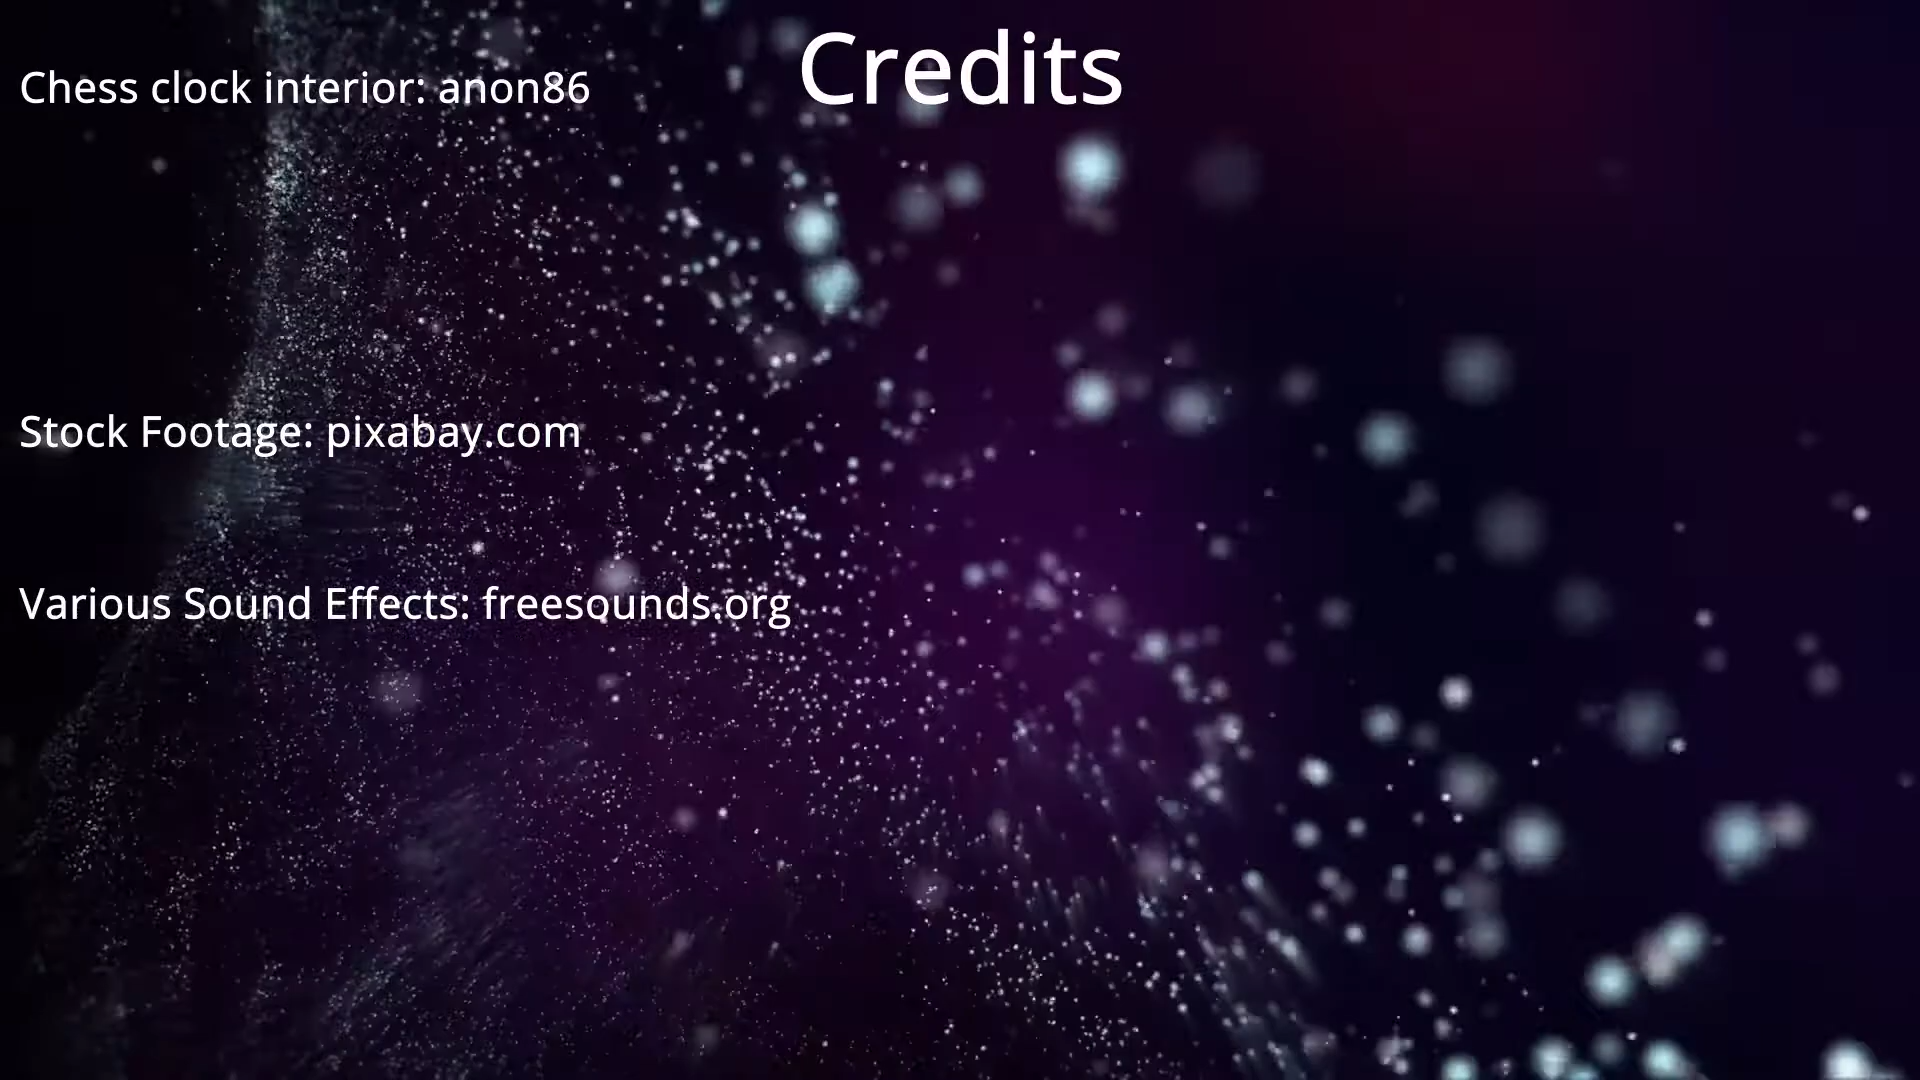 Credits
Chess clock interior: anon86
Stock Footage: pixabay.com
Various Sound Effects: freesounds.org